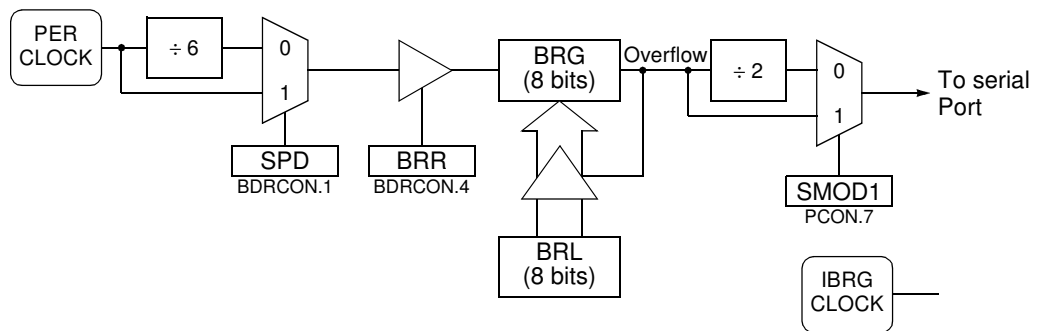 PER
CLOCK
÷ 6
0
1
SPD
BDRCON.1
BRR
BDRCON.4
BRG
(8 bits)
Overflow
÷ 2
0
1
To serial
Port
SMOD1
PCON.7
BRL
(8 bits)
IBRG
CLOCK